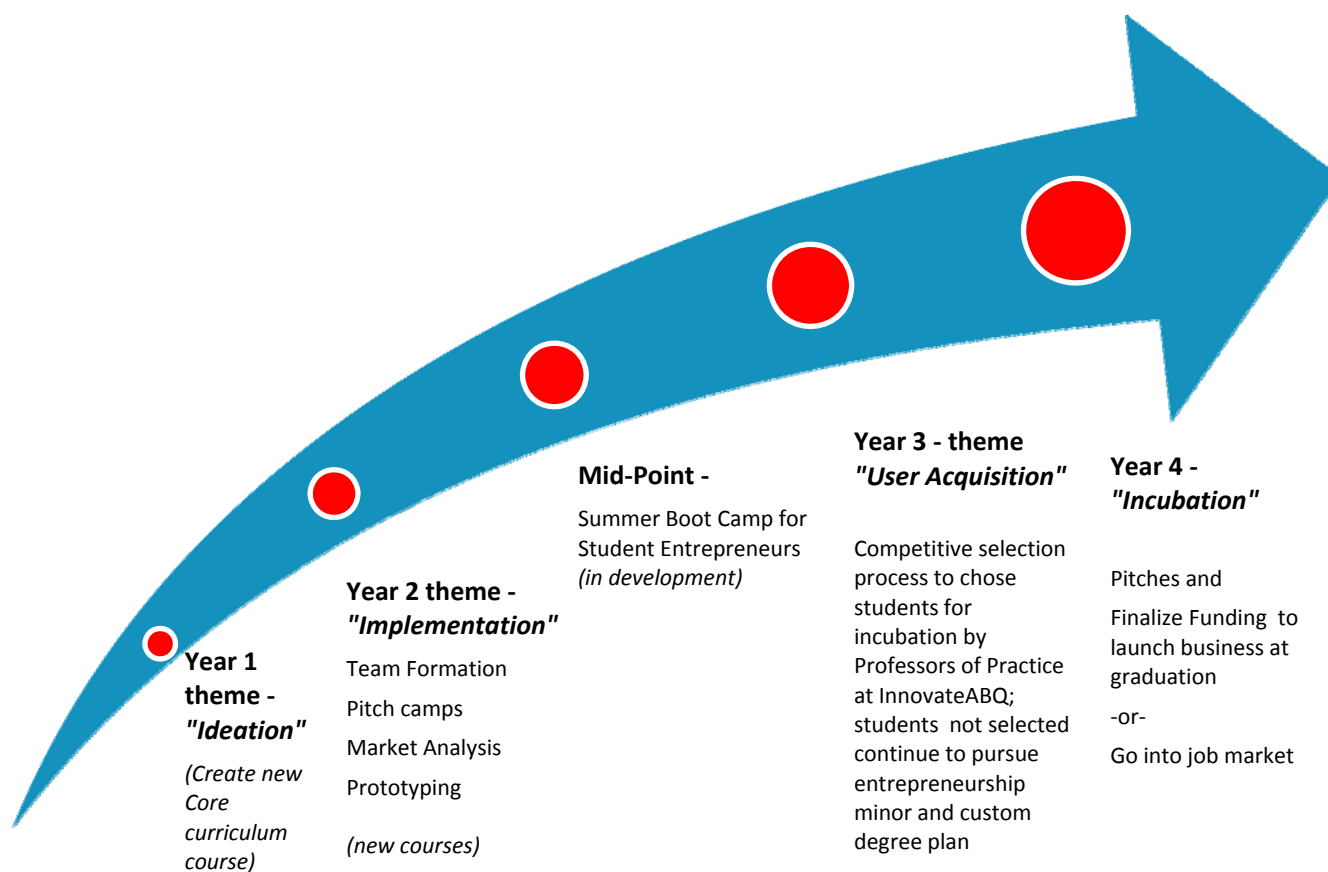 Year 1
theme -
"Ideation"
(Create new
Core
curriculum
course)
Year 2 theme -
"Implementation"
Team Formation
Pitch camps
Market Analysis
Prototyping
(new courses)
Mid-Point -
Summer Boot Camp for
Student Entrepreneurs
(in development)
Year 3 - theme
"User Acquisition"
Competitive selection
process to chose
students for
incubation by
Professors of Practice
at InnovateABQ;
students not selected
continue to pursue
entrepreneurship
minor and custom
degree plan
Year 4 -
"Incubation"
Pitches and
Finalize Funding to
launch business at
graduation
-or-
Go into job market